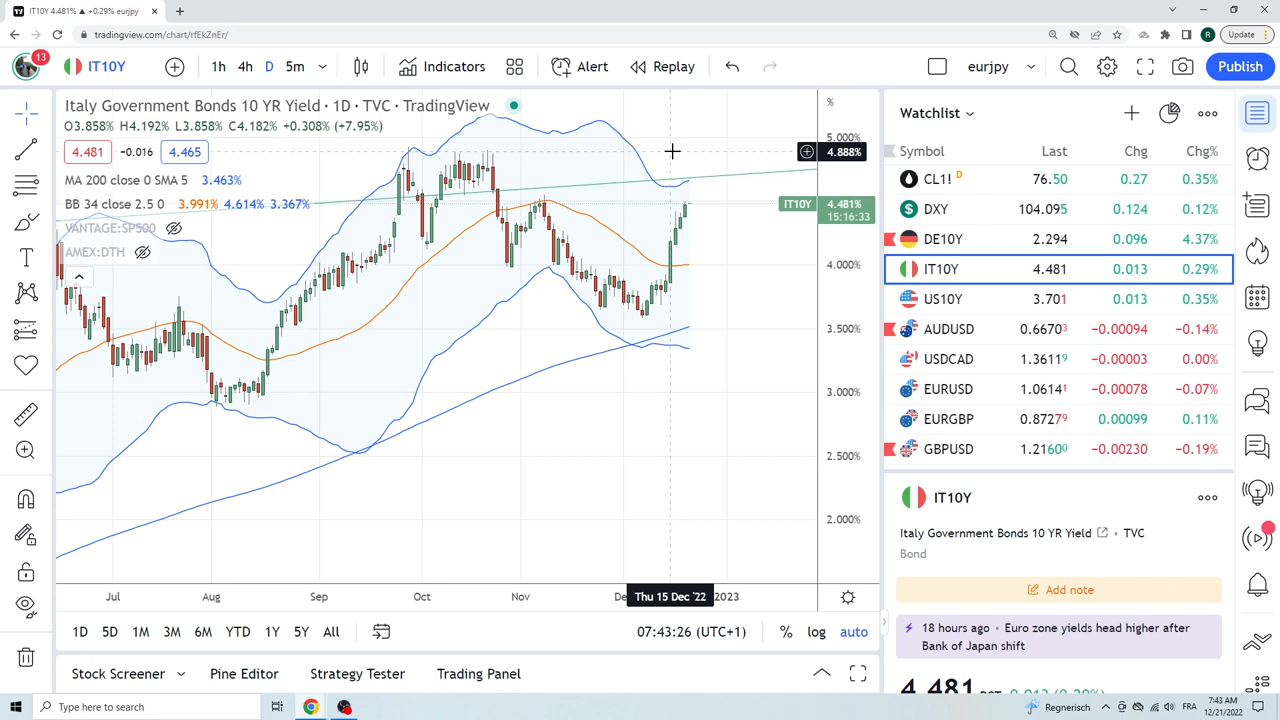 IT10Y 4.481% ▲ +0.29% eurjpy
tradingview.com/chart/rfEkZnEr/
R
Update
13
IT10Y
1h 4h D 5m
Indicators
Alert
Replay
eurjpy
Publish
Italy Government Bonds 10 YR Yield · 1D · TVC · TradingView
O3.858% H4.192% L3.858% C4.182% +0.308% (+7.95%)
4.481 −0.016 4.465
MA 200 close 0 SMA 5 3.463%
BB 34 close 2.5 0 3.991% 4.614% 3.367%
VANTAGE:SP500
AMEX:DTH
%
5.000%
4.888%
IT10Y 4.481%
15:16:33
4.000%
3.500%
3.000%
2.500%
2.000%
Jul Aug Sep Oct Nov De Thu 15 Dec '22 2023
1D 5D 1M 3M 6M YTD 1Y 5Y All
07:43:26 (UTC+1) % log auto
Stock Screener Pine Editor Strategy Tester Trading Panel
Watchlist
Symbol Last Chg Chg%
CL1! D 76.50 0.27 0.35%
DXY 104.095 0.124 0.12%
DE10Y 2.294 0.096 4.37%
IT10Y 4.481 0.013 0.29%
US10Y 3.701 0.013 0.35%
AUDUSD 0.66703 −0.00094 −0.14%
USDCAD 1.36119 −0.00003 0.00%
EURUSD 1.06141 −0.00078 −0.07%
EURGBP 0.87279 0.00099 0.11%
GBPUSD 1.21600 −0.00230 −0.19%
IT10Y
Italy Government Bonds 10 YR Yield • TVC
Bond
Add note
18 hours ago • Euro zone yields head higher after
Bank of Japan shift
4.481 0.013 (0.29%)
Type here to search
Regnerisch
FRA
7:43 AM
12/21/2022